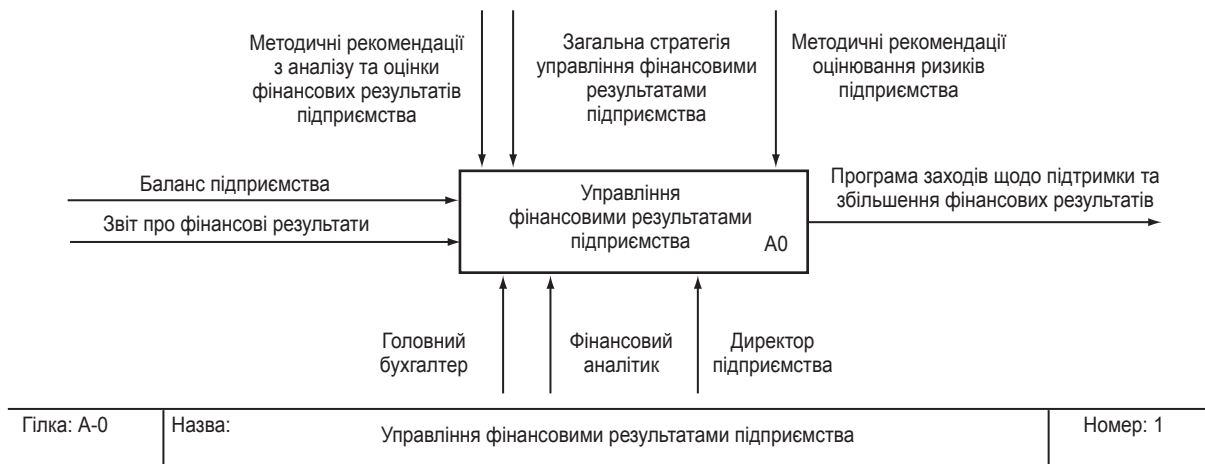 Методичні рекомендації
з аналізу та оцінки
фінансових результатів
підприємства
Загальна стратегія
управління фінансовими
результатами
підприємства
Методичні рекомендації
оцінювання ризиків
підприємства
Баланс підприємства
Звіт про фінансові результати
Управління
фінансовими результатами
підприємства
A0
Програма заходів щодо підтримки та
збільшення фінансових результатів
Головний
бухгалтер
Фінансовий
аналітик
Директор
підприємства
Гілка: A-0
Назва:
Управління фінансовими результатами підприємства
Номер: 1